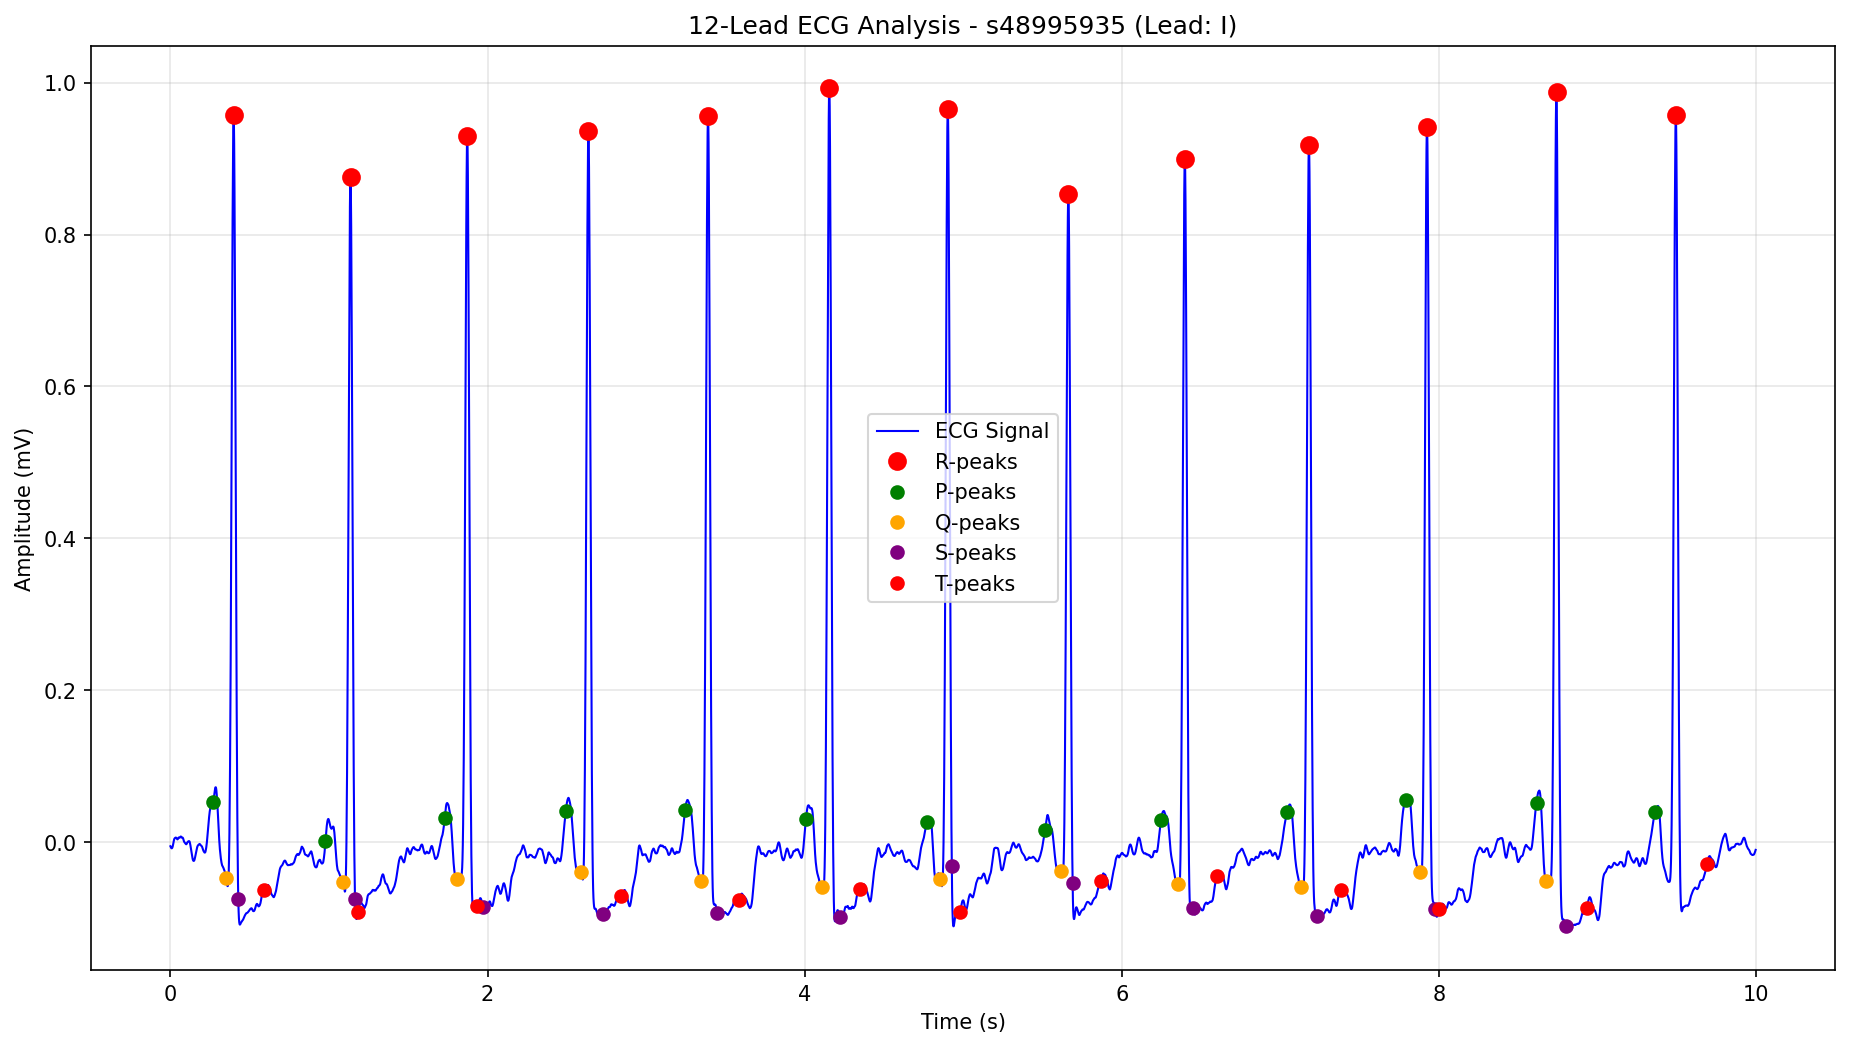 12-Lead ECG Analysis - s48995935 (Lead: I)
Amplitude (mV)
1.0
0.8
0.6
0.4
0.2
0.0
ECG Signal
R-peaks
P-peaks
Q-peaks
S-peaks
T-peaks
0 2 4 6 8 10
Time (s)